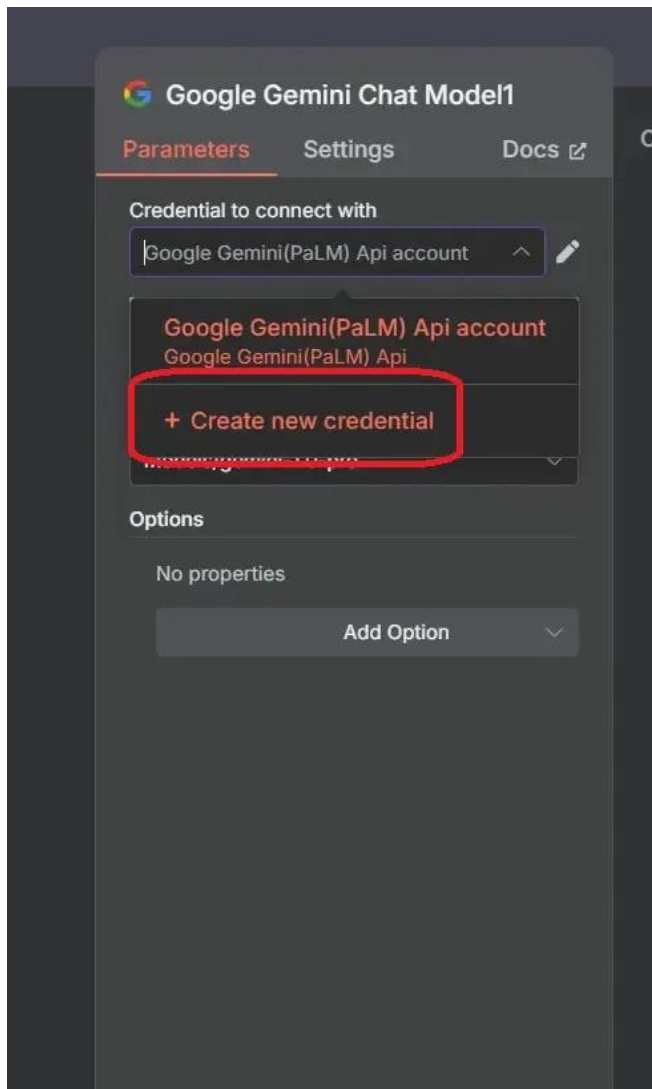 Google Gemini Chat Model1
Parameters Settings Docs
Credential to connect with
Google Gemini(PaLM) Api account
Google Gemini(PaLM) Api account
Google Gemini(PaLM) Api
+ Create new credential
Options
No properties
Add Option